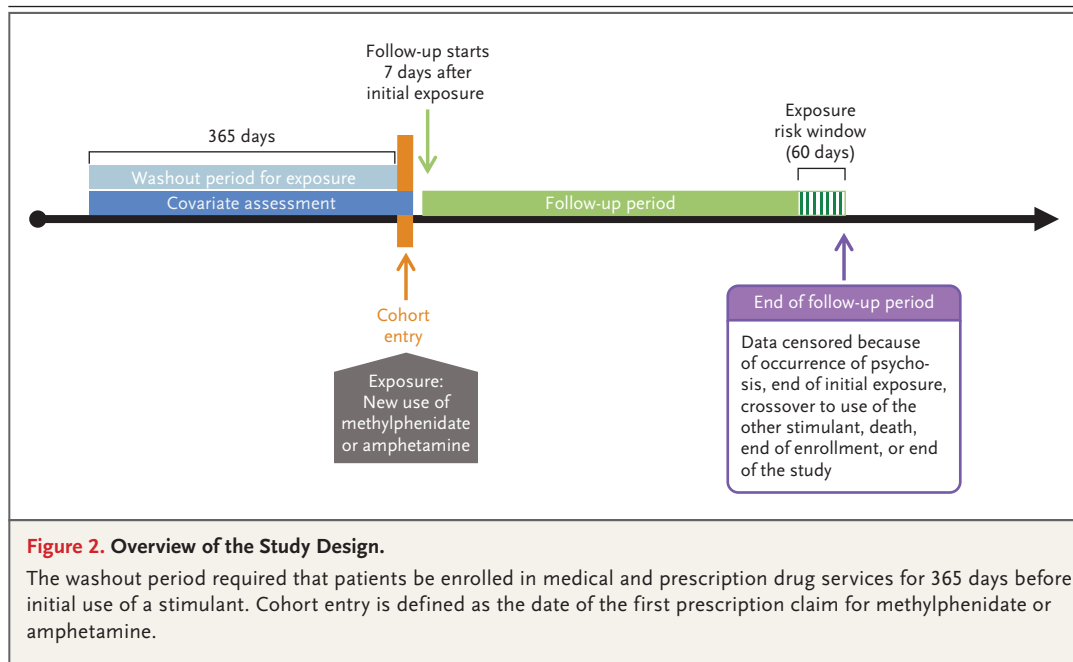 Follow-up starts
7 days after
initial exposure
Exposure
risk window
(60 days)
365 days
Washout period for exposure
Covariate assessment
Follow-up period
Cohort
entry
Exposure:
New use of
methylphenidate
or amphetamine
End of follow-up period
Data censored because
of occurrence of psycho-
sis, end of initial exposure,
crossover to use of the
other stimulant, death,
end of enrollment, or end
of the study
Figure 2. Overview of the Study Design.
The washout period required that patients be enrolled in medical and prescription drug services for 365 days before
initial use of a stimulant. Cohort entry is defined as the date of the first prescription claim for methylphenidate or
amphetamine.